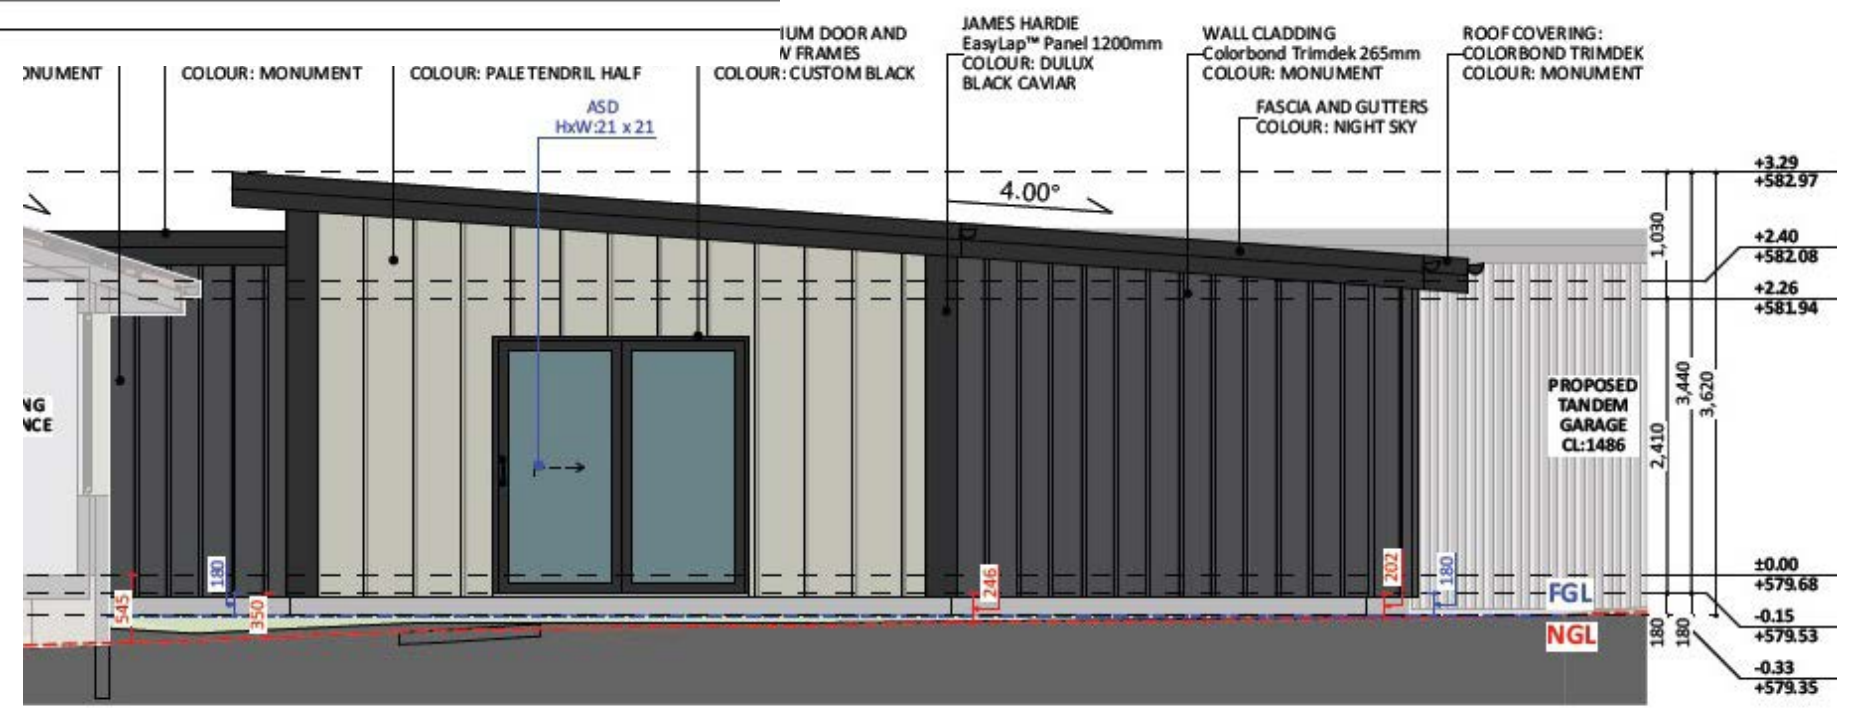 IUM DOOR AND
FRAMES
ONUMENT
COLOUR: MONUMENT
COLOUR: PALE TENDRIL HALF
COLOUR: CUSTOM BLACK
JAMES HARDIE
EasyLap™ Panel 1200mm
COLOUR: DULUX
BLACK CAVIAR
WALL CLADDING
Colorbond Trimdek 265mm
COLOUR: MONUMENT
ROOF COVERING:
COLORBOND TRIMDEK
COLOUR: MONUMENT
ASD
HxW:21 x 21
FASCIA AND GUTTERS
COLOUR: NIGHT SKY
4.00°
+3.29
+582.97
1,030
+2.40
+582.08
+2.26
+581.94
NG
NCE
PROPOSED
TANDEM
GARAGE
CL:1486
2,410
3,440
3,620
545
180
350
246
202
180
FGL
NGL
±0.00
+579.68
-0.15
+579.53
180
180
-0.33
+579.35